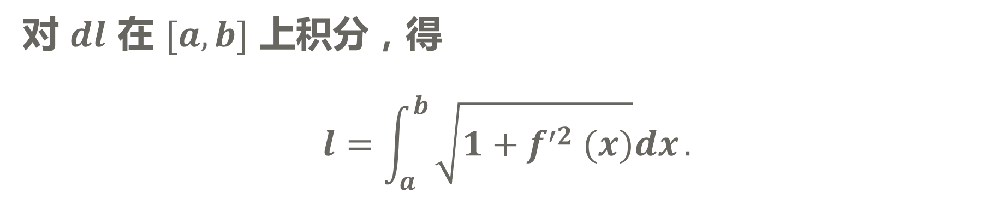 对 dl 在 [a, b] 上积分，得
l = ∫_a^b √(1 + f′² (x)) dx .